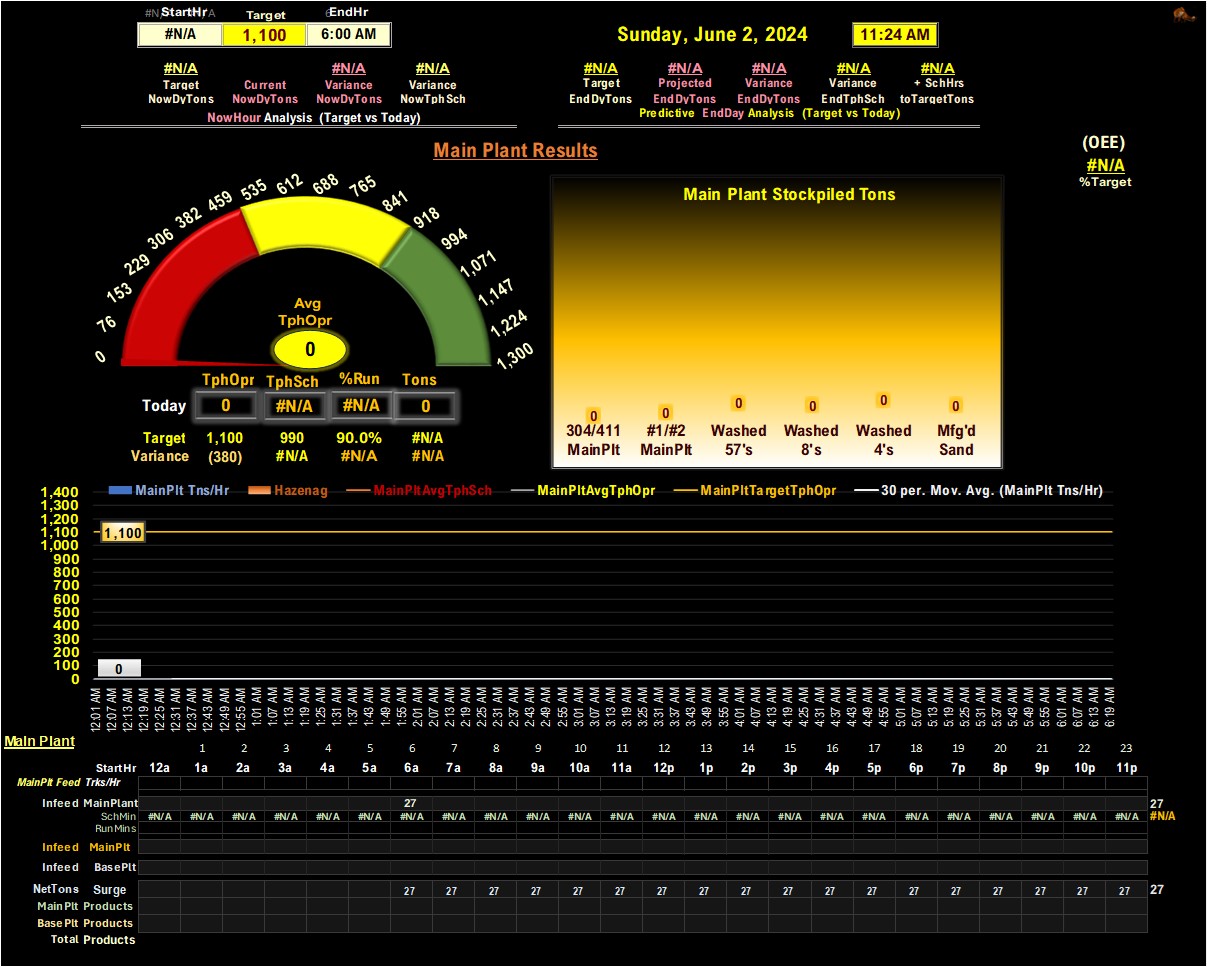 StartHr Target EndHr
#N/A 1,100 6:00 AM
Sunday, June 2, 2024 11:24 AM
#N/A #N/A #N/A
Target Current Variance Variance
NowDyTons NowDyTons NowDyTons NowTphSch
NowHour Analysis (Target vs Today)
#N/A #N/A #N/A #N/A #N/A
Target Projected Variance Variance + SchHrs
EndDyTons EndDyTons EndDyTons EndTphSch toTargetTons
Predictive EndDay Analysis (Target vs Today)
Main Plant Results
(OEE)
#N/A
%Target
0 76 153 229 306 382 459 535 612 688 765 841 918 994 1,071 1,147 1,224 1,300
Avg
TphOpr
0
TphOpr TphSch %Run Tons
Today 0 #N/A #N/A 0
Target 1,100 990 90.0% #N/A
Variance (380) #N/A #N/A #N/A
Main Plant Stockpiled Tons
0 0 0 0 0 0
304/411 #1/#2 Washed Washed Washed Mfg'd
MainPlt MainPlt 57's 8's 4's Sand
MainPlt Tns/Hr Hazenag MainPltAvgTphSch MainPltAvgTphOpr MainPltTargetTphOpr 30 per. Mov. Avg. (MainPlt Tns/Hr)
1,400
1,300
1,200
1,100 1,100
1,000
900
800
700
600
500
400
300
200
100 0
0
12:01 AM 12:07 AM 12:13 AM 12:19 AM 12:25 AM 12:31 AM 12:37 AM 12:43 AM 12:49 AM 12:55 AM 1:01 AM 1:07 AM 1:13 AM 1:19 AM 1:25 AM 1:31 AM 1:37 AM 1:43 AM 1:49 AM 1:55 AM 2:01 AM 2:07 AM 2:13 AM 2:19 AM 2:25 AM 2:31 AM 2:37 AM 2:43 AM 2:49 AM 2:55 AM 3:01 AM 3:07 AM 3:13 AM 3:19 AM 3:25 AM 3:31 AM 3:37 AM 3:43 AM 3:49 AM 3:55 AM 4:01 AM 4:07 AM 4:13 AM 4:19 AM 4:25 AM 4:31 AM 4:37 AM 4:43 AM 4:49 AM 4:55 AM 5:01 AM 5:07 AM 5:13 AM 5:19 AM 5:25 AM 5:31 AM 5:37 AM 5:43 AM 5:49 AM 5:55 AM 6:01 AM 6:07 AM 6:13 AM 6:19 AM
Main Plant
1 2 3 4 5 6 7 8 9 10 11 12 13 14 15 16 17 18 19 20 21 22 23
StartHr 12a 1a 2a 3a 4a 5a 6a 7a 8a 9a 10a 11a 12p 1p 2p 3p 4p 5p 6p 7p 8p 9p 10p 11p
MainPlt Feed Trks/Hr
Infeed MainPlant 27 27
SchMin #N/A #N/A #N/A #N/A #N/A #N/A #N/A #N/A #N/A #N/A #N/A #N/A #N/A #N/A #N/A #N/A #N/A #N/A #N/A #N/A #N/A #N/A #N/A #N/A #N/A
RunMins
Infeed MainPlt
Infeed BasePlt
NetTons Surge 27 27 27 27 27 27 27 27 27 27 27 27 27 27 27 27 27 27 27
MainPlt Products
BasePlt Products
Total Products